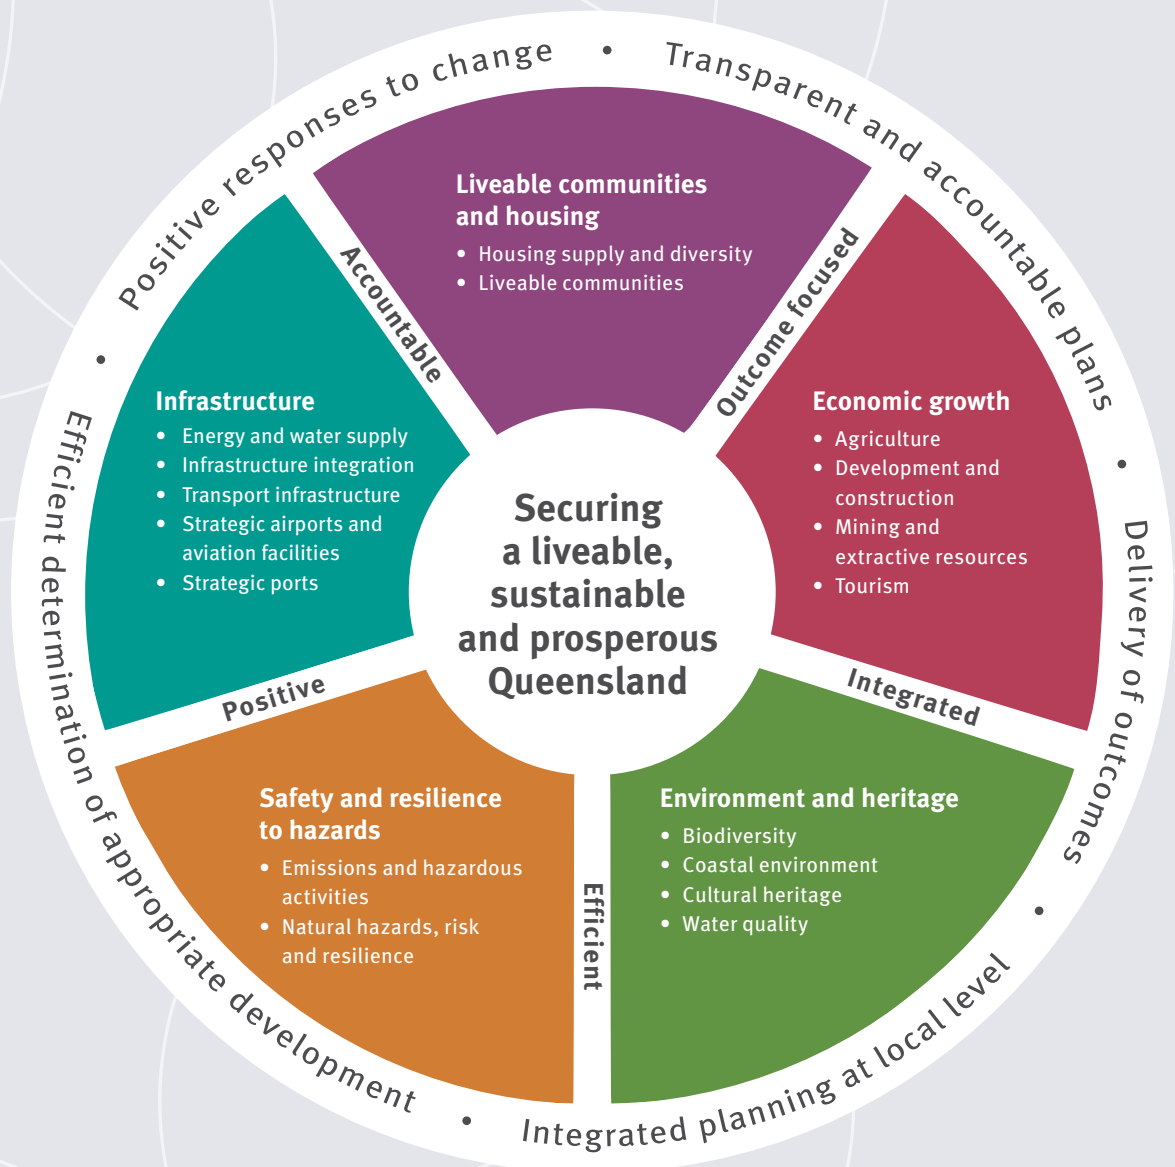 Positive responses to change
•
Transparent and accountable plans
•
Delivery of outcomes
•
Integrated planning at local level
•
Efficient determination of appropriate development
•
Liveable communities
and housing
• Housing supply and diversity
• Liveable communities
Outcome focused
Economic growth
• Agriculture
• Development and
construction
• Mining and
extractive resources
• Tourism
Integrated
Environment and heritage
• Biodiversity
• Coastal environment
• Cultural heritage
• Water quality
Efficient
Safety and resilience
to hazards
• Emissions and hazardous
activities
• Natural hazards, risk
and resilience
Positive
Infrastructure
• Energy and water supply
• Infrastructure integration
• Transport infrastructure
• Strategic airports and
aviation facilities
• Strategic ports
Accountable
Securing
a liveable,
sustainable
and prosperous
Queensland